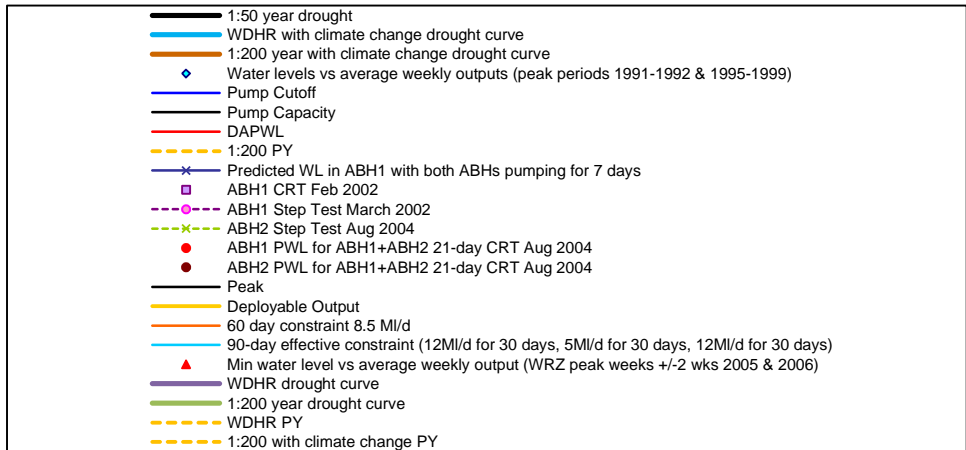 1:50 year drought
WDHR with climate change drought curve
1:200 year with climate change drought curve
Water levels vs average weekly outputs (peak periods 1991-1992 & 1995-1999)
Pump Cutoff
Pump Capacity
DAPWL
1:200 PY
Predicted WL in ABH1 with both ABHs pumping for 7 days
ABH1 CRT Feb 2002
ABH1 Step Test March 2002
ABH2 Step Test Aug 2004
ABH1 PWL for ABH1+ABH2 21-day CRT Aug 2004
ABH2 PWL for ABH1+ABH2 21-day CRT Aug 2004
Peak
Deployable Output
60 day constraint 8.5 Ml/d
90-day effective constraint (12Ml/d for 30 days, 5Ml/d for 30 days, 12Ml/d for 30 days)
Min water level vs average weekly output (WRZ peak weeks +/-2 wks 2005 & 2006)
WDHR drought curve
1:200 year drought curve
WDHR PY
1:200 with climate change PY